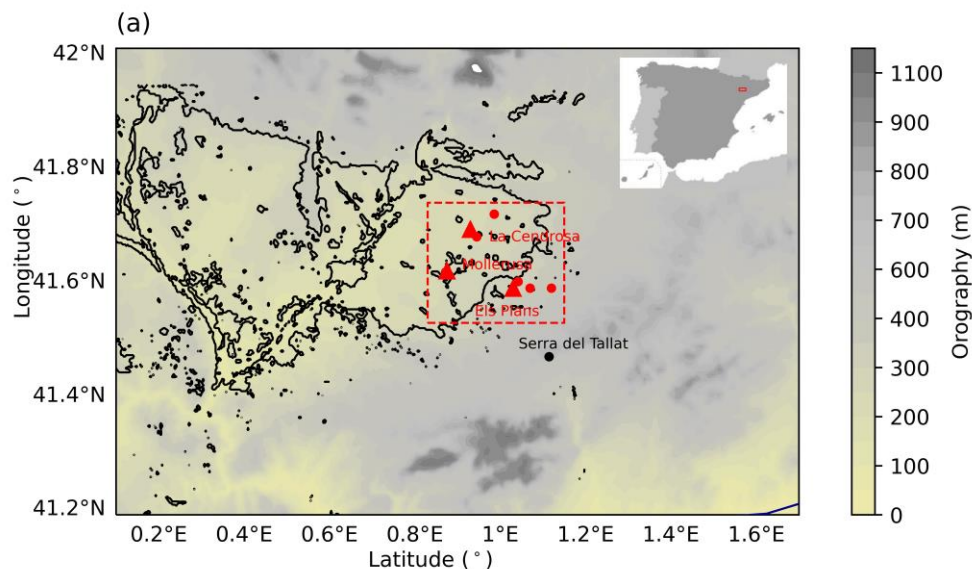 (a)
42°N
41.8°N
41.6°N
41.4°N
41.2°N
Longitude (°)
La Cendrosa
Mollerussa
Els Plans
Serra del Tallat
0.2°E 0.4°E 0.6°E 0.8°E 1°E 1.2°E 1.4°E 1.6°E
Latitude (°)
1100
900
700
600
500
400
300
200
100
0
Orography (m)